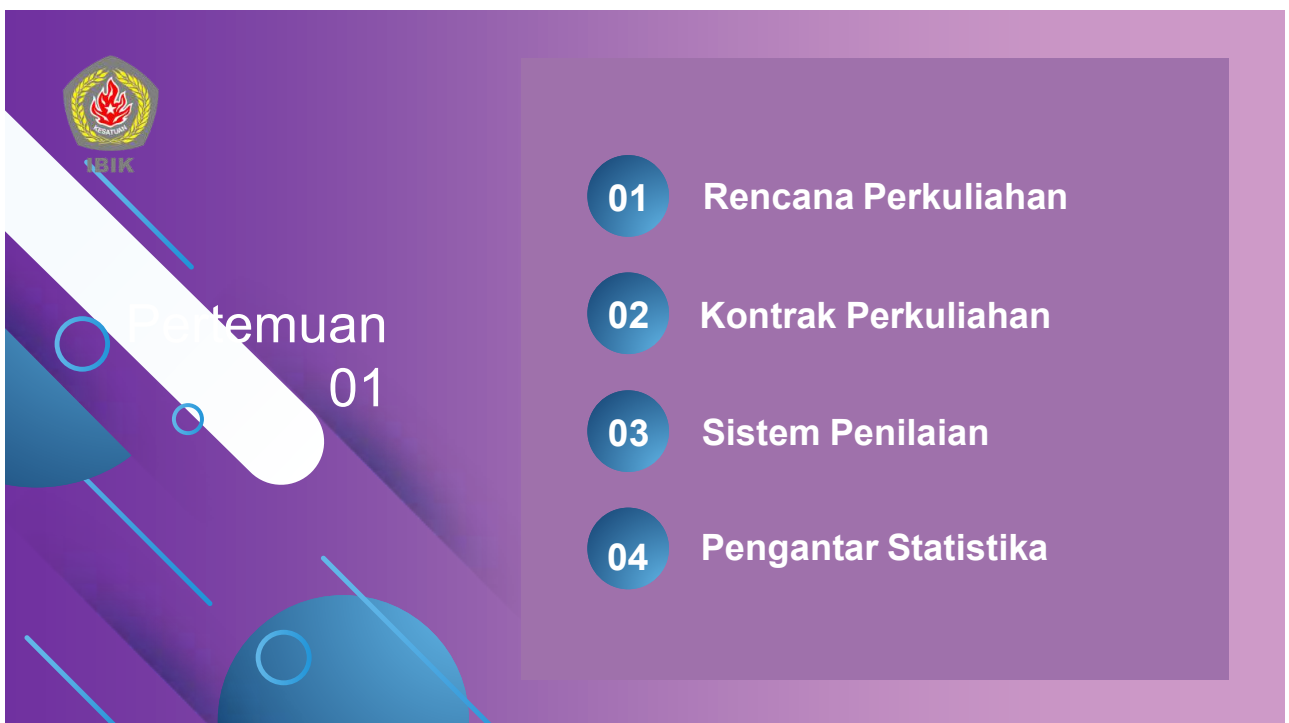 KESATUAN
IBIK
Pertemuan
01
01 Rencana Perkuliahan
02 Kontrak Perkuliahan
03 Sistem Penilaian
04 Pengantar Statistika